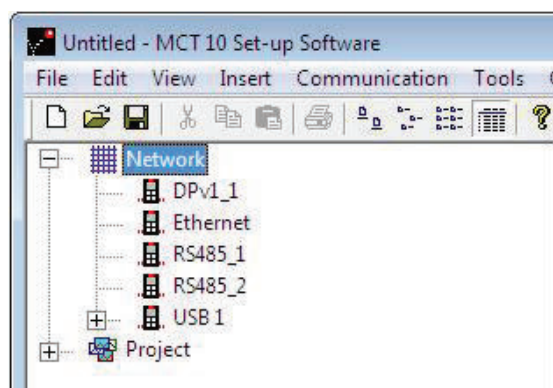 Untitled - MCT 10 Set-up Software
File Edit View Insert Communication Tools
Network
DPv1_1
Ethernet
RS485_1
RS485_2
USB 1
Project